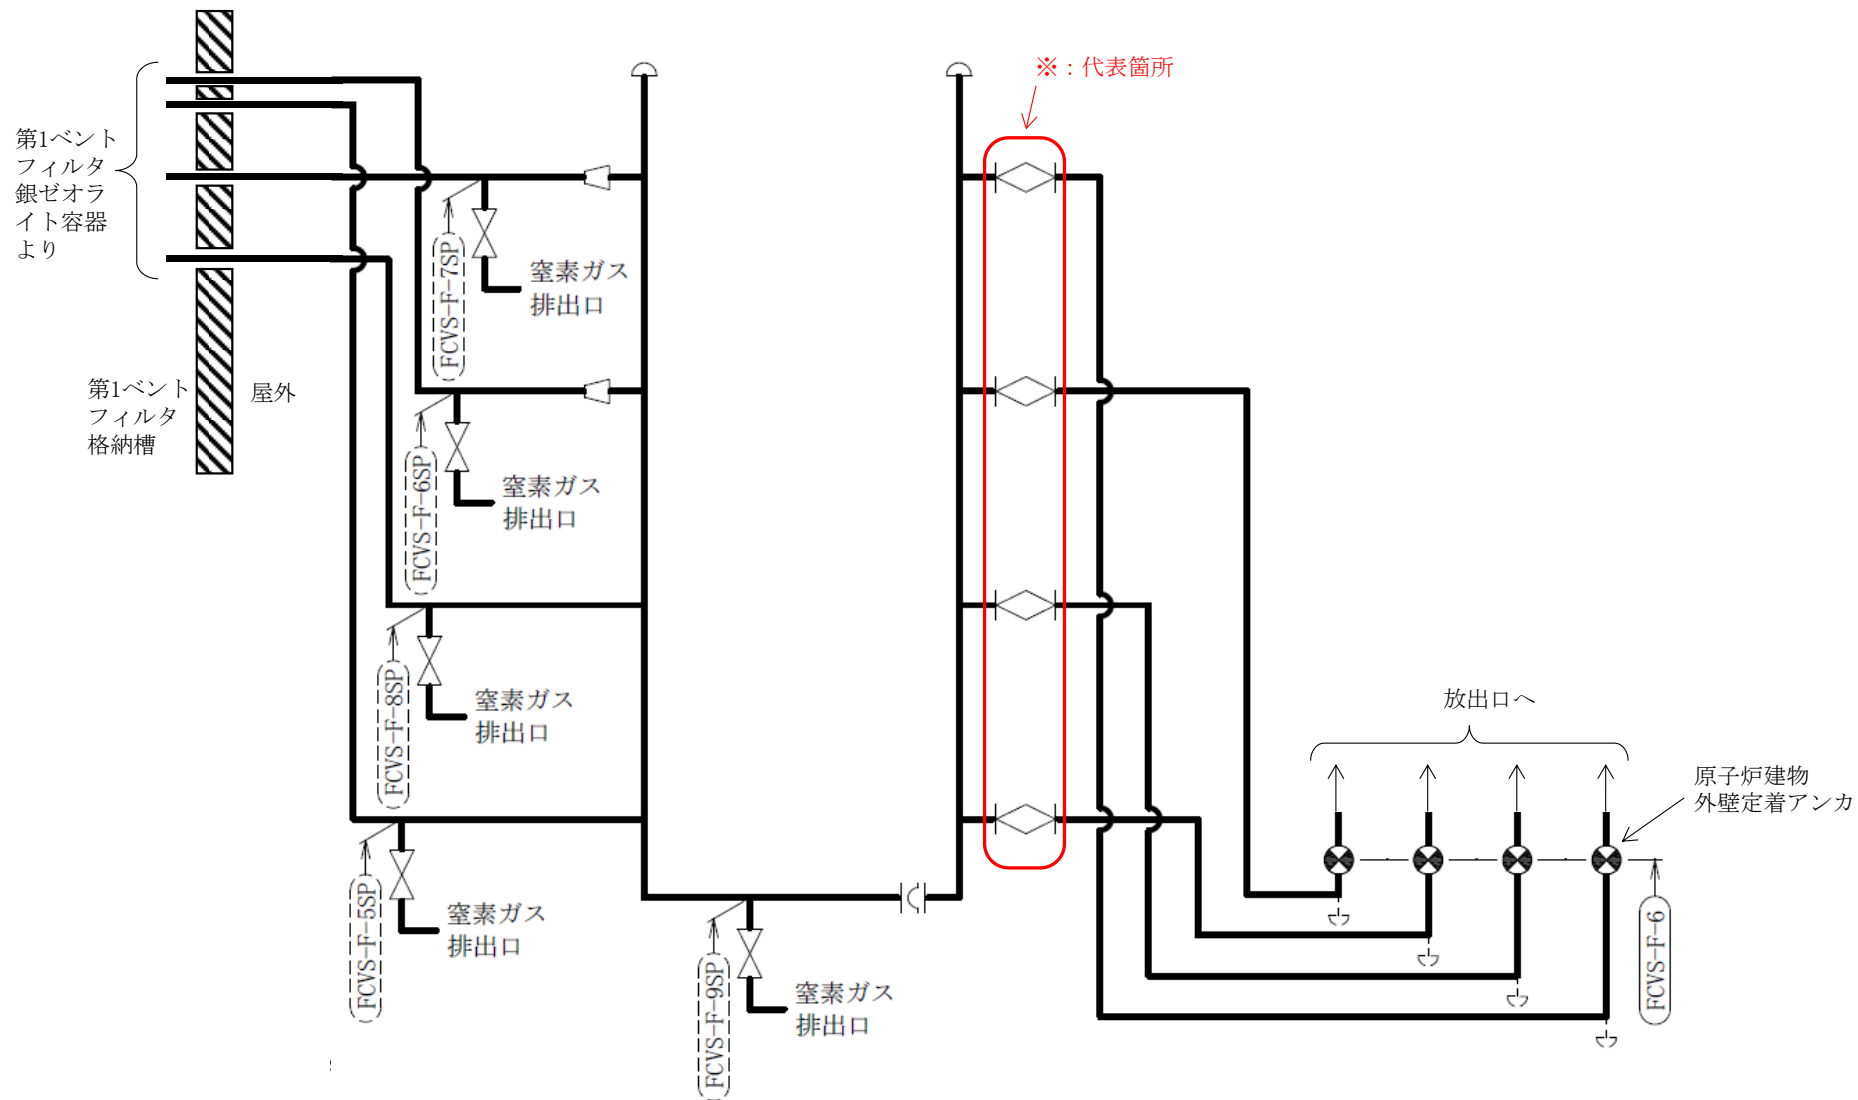 ※：代表箇所
第1ベント
フィルタ
銀ゼオラ
イト容器
より
FCVS-F-7SP
窒素ガス
排出口
第1ベント
フィルタ
格納槽
屋外
FCVS-F-6SP
窒素ガス
排出口
FCVS-F-8SP
窒素ガス
排出口
放出口へ
原子炉建物
外壁定着アンカ
FCVS-F-5SP
窒素ガス
排出口
FCVS-F-9SP
窒素ガス
排出口
FCVS-F-6